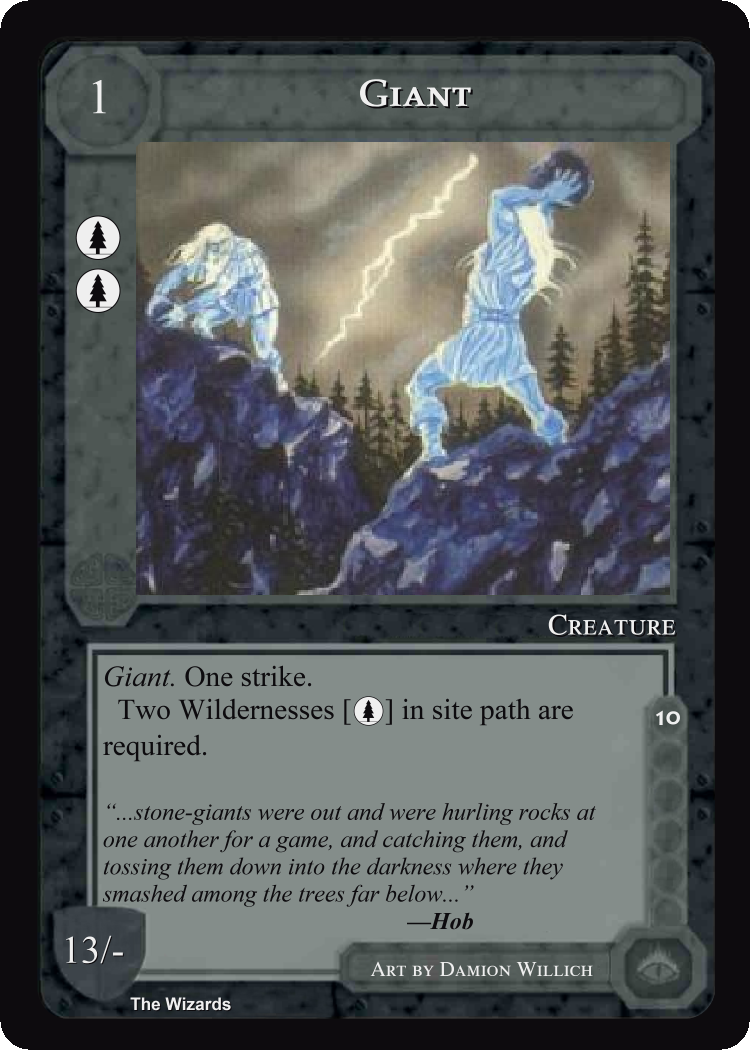 1
GIANT
CREATURE
Giant. One strike.
Two Wildernesses [ ] in site path are
required.
10
“...stone-giants were out and were hurling rocks at
one another for a game, and catching them, and
tossing them down into the darkness where they
smashed among the trees far below...”
—Hob
13/-
ART BY DAMION WILLICH
The Wizards